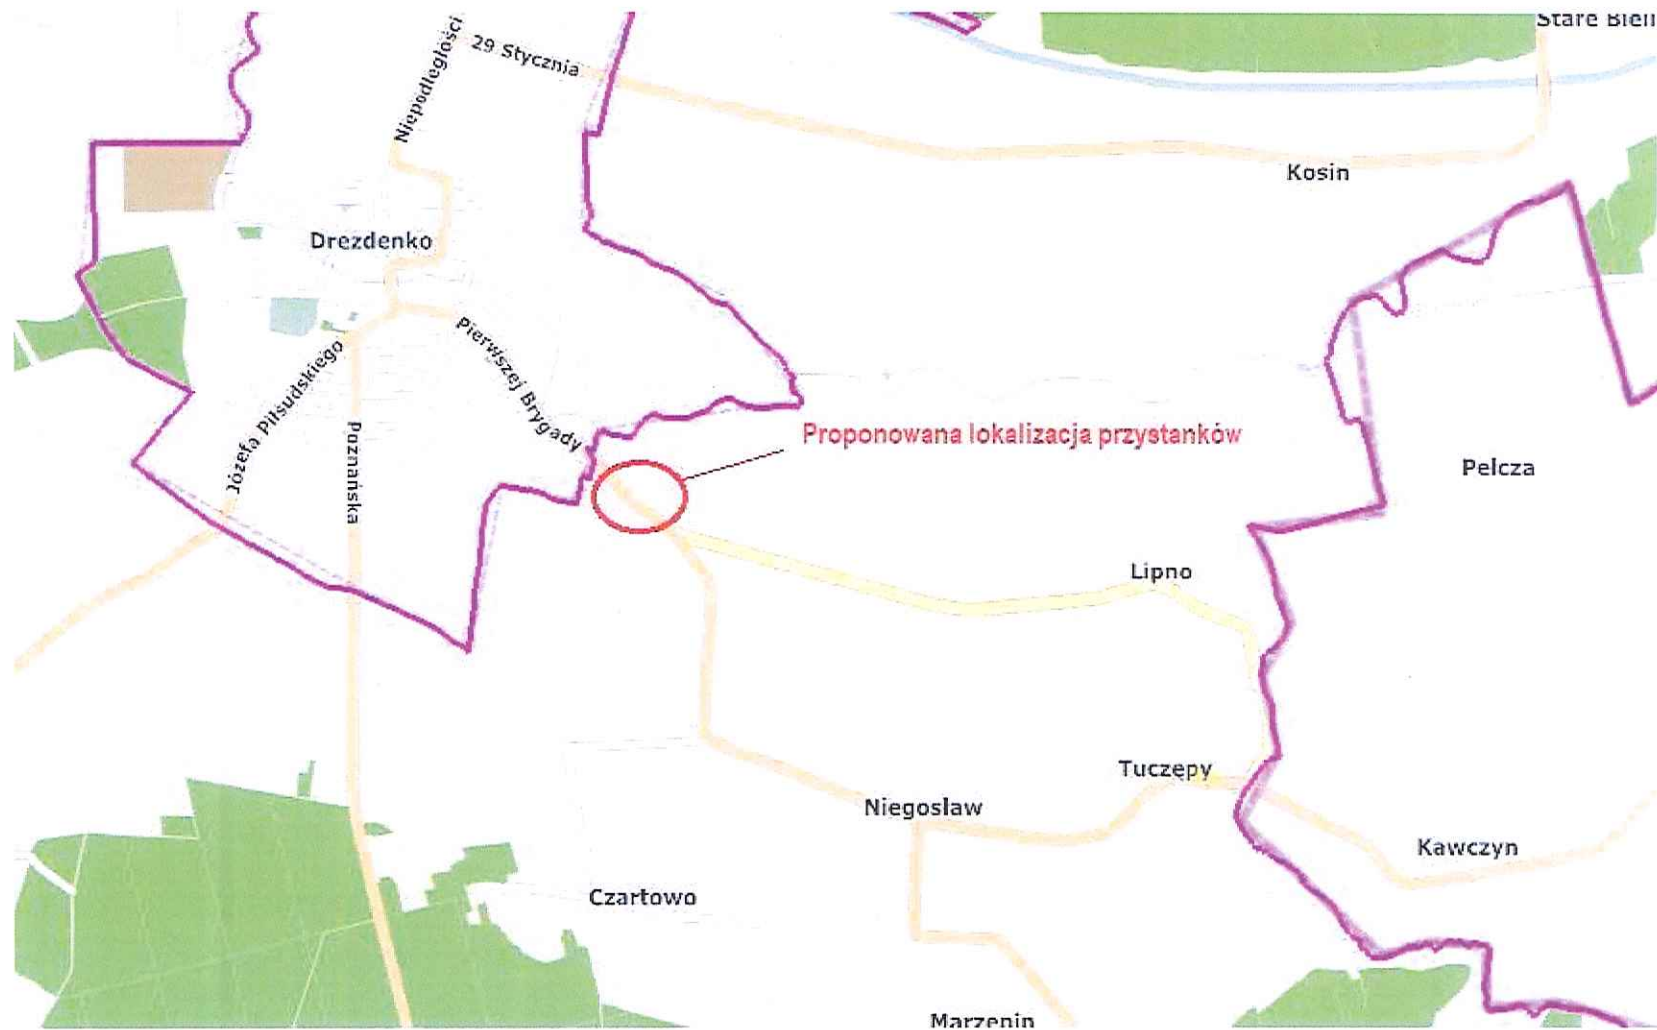 Stare Biel
Niepodległości
29 Stycznia
Kosin
Drezdenko
Pierwszej Brygady
Józefa Piłsudskiego
Poznańska
Proponowana lokalizacja przystanków
Pełcza
Lipno
Tuczępy
Niegosław
Kawczyn
Czartowo
Marzenin